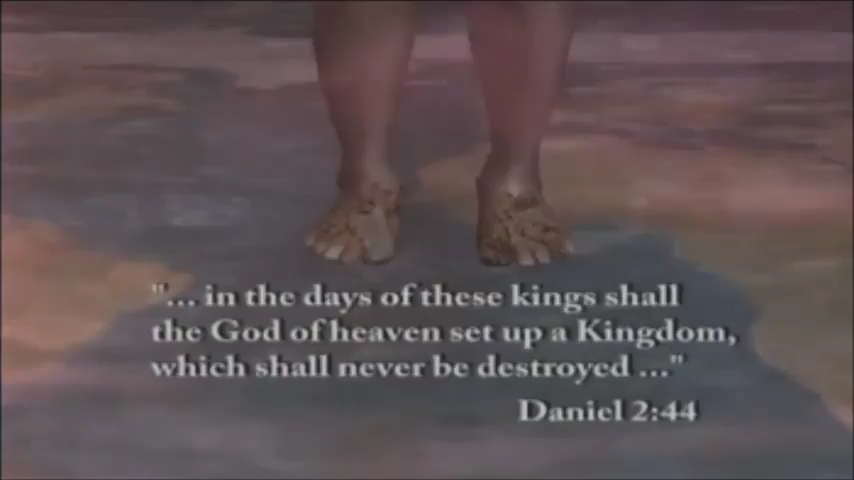 "... in the days of these kings shall
the God of heaven set up a Kingdom,
which shall never be destroyed ..."
Daniel 2:44